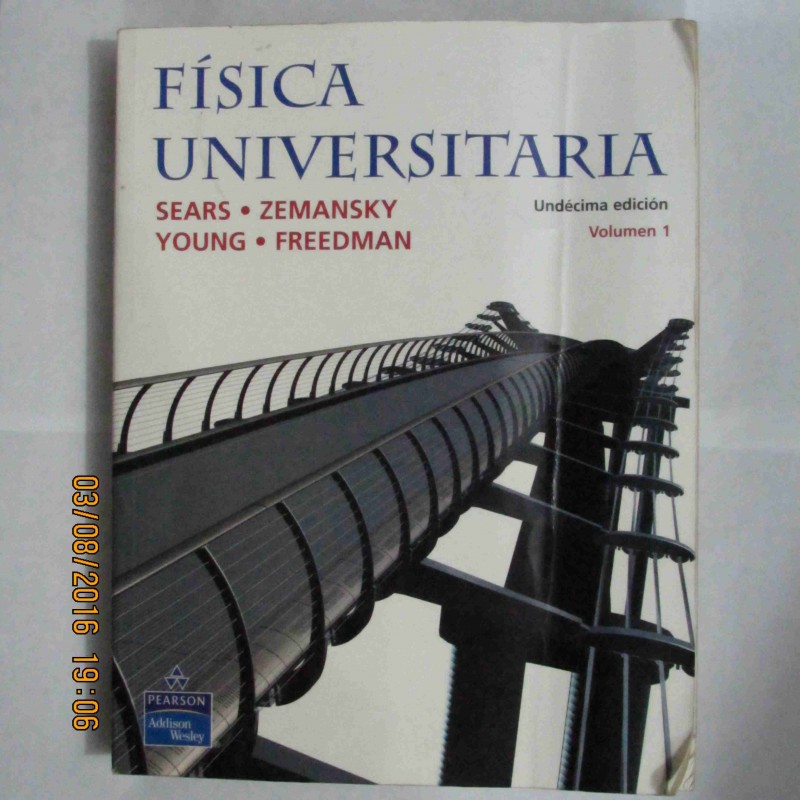 FÍSICA
UNIVERSITARIA
SEARS • ZEMANSKY
YOUNG • FREEDMAN
Undécima edición
Volumen 1
PEARSON
Addison
Wesley
03/08/2016 19:06